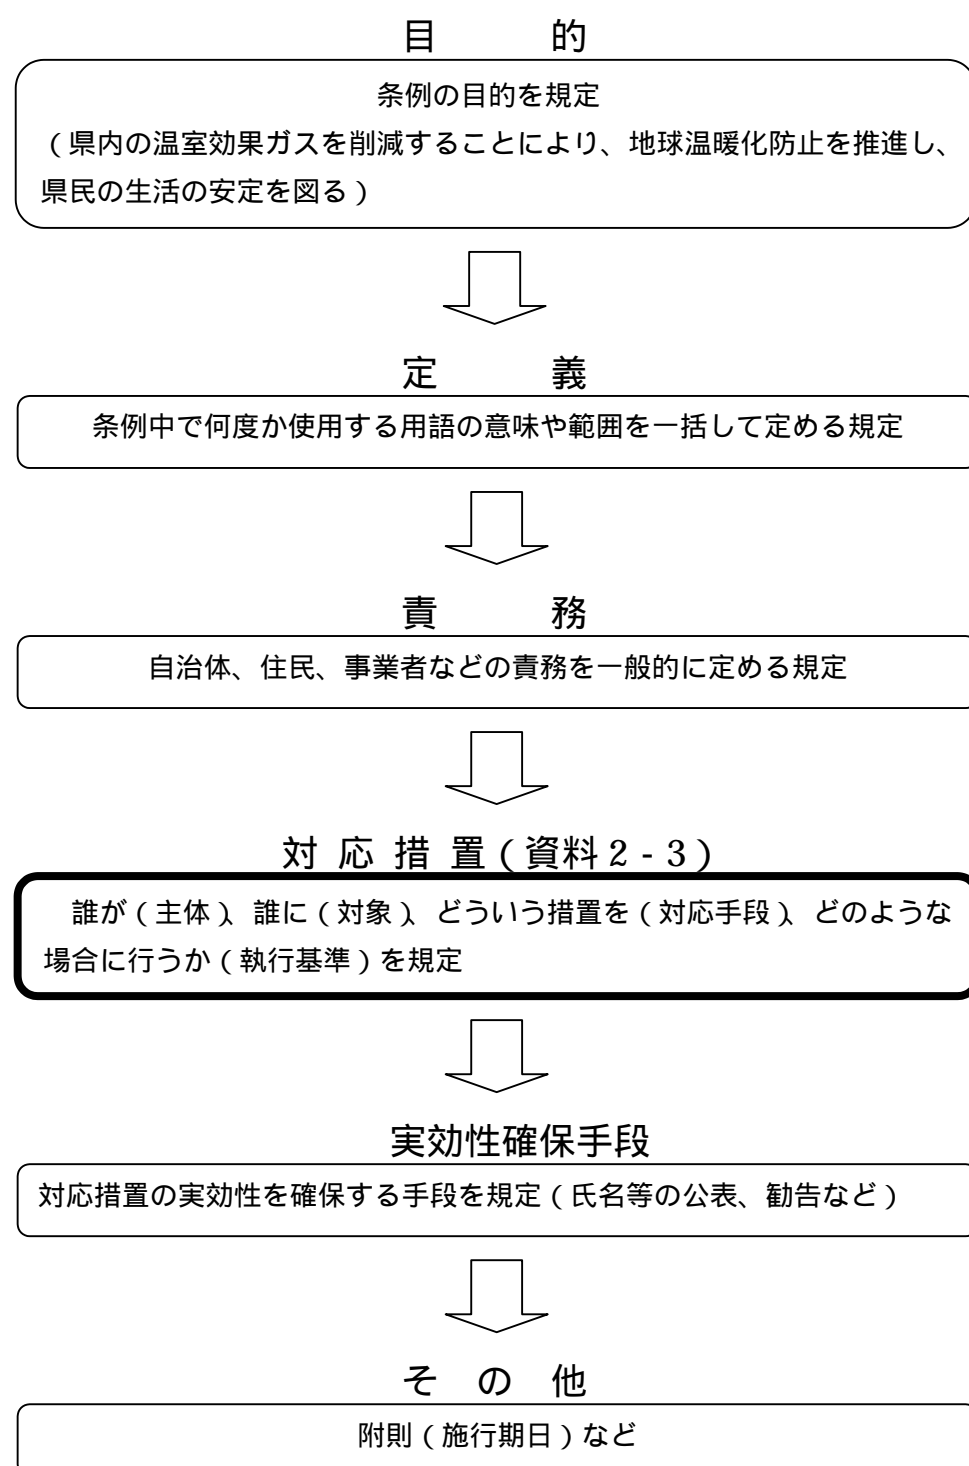 目　　　的
条例の目的を規定
（県内の温室効果ガスを削減することにより、地球温暖化防止を推進し、
県民の生活の安定を図る）
定　　　義
条例中で何度か使用する用語の意味や範囲を一括して定める規定
責　　　務
自治体、住民、事業者などの責務を一般的に定める規定
対 応 措 置（資料２-３）
誰が（主体）、誰に（対象）、どういう措置を（対応手段）、どのような
場合に行うか（執行基準）を規定
実効性確保手段
対応措置の実効性を確保する手段を規定（氏名等の公表、勧告など）
そ　の　他
附則（施行期日）など